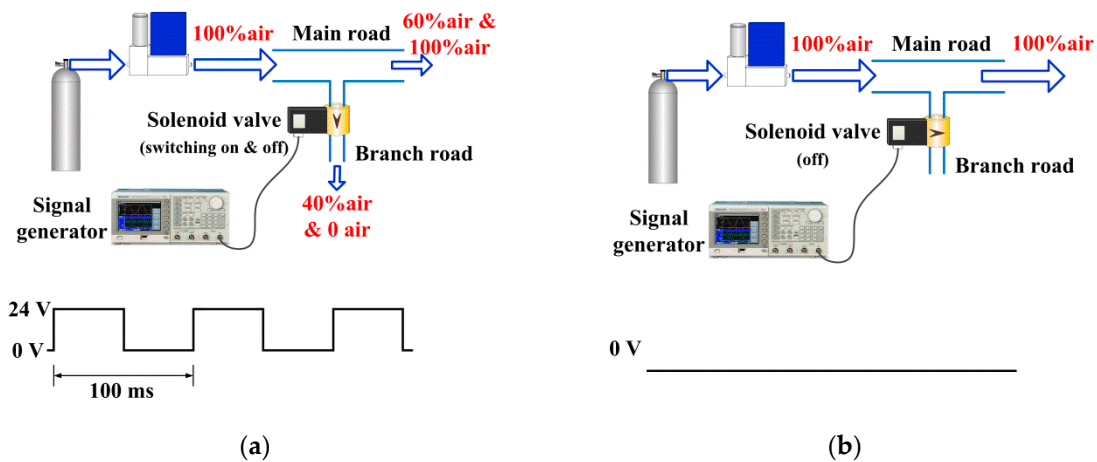 100%air
60%air &
100%air
Main road
Solenoid valve
(switching on & off)
Branch road
40%air
& 0 air
Signal
generator
24 V
0 V
100 ms
(a)
100%air
Main road
100%air
Solenoid valve
(off)
Branch road
Signal
generator
0 V
(b)